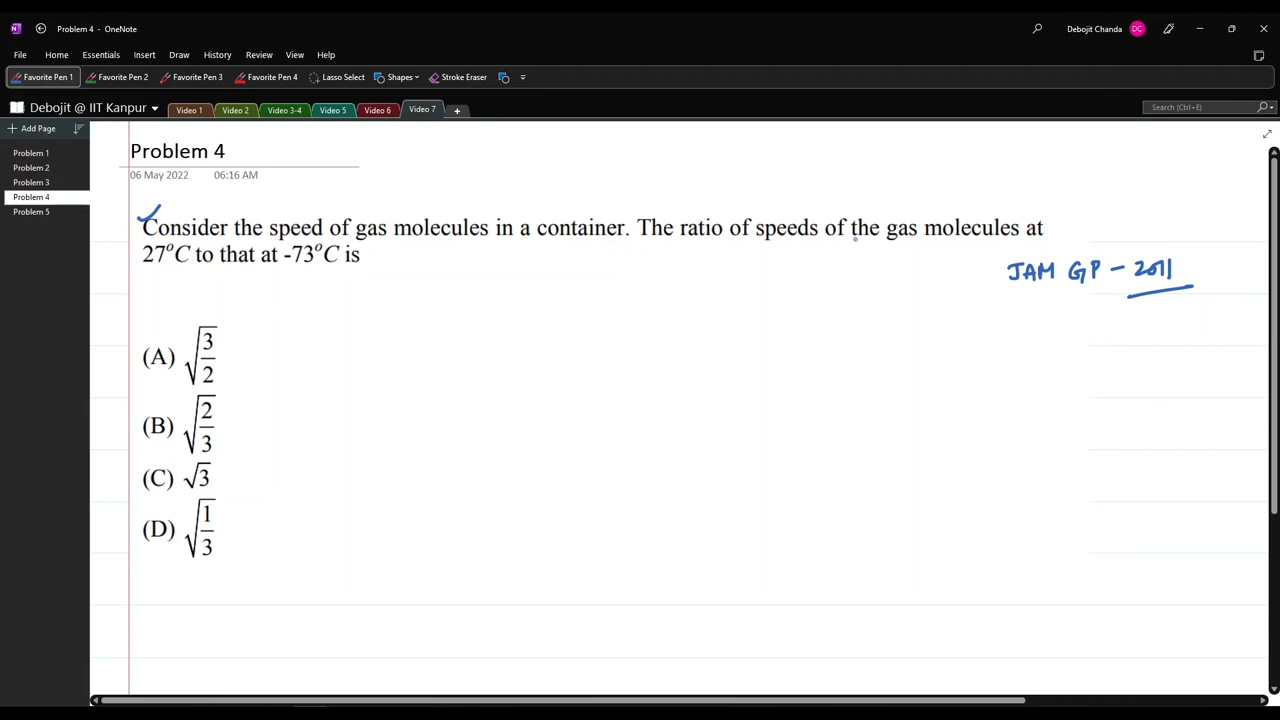 Problem 4 - OneNote
Debojit Chanda DC
File Home Essentials Insert Draw History Review View Help
Favorite Pen 1 Favorite Pen 2 Favorite Pen 3 Favorite Pen 4 Lasso Select Shapes Stroke Eraser
Debojit @ IIT Kanpur Video 1 Video 2 Video 3-4 Video 5 Video 6 Video 7 + Search (Ctrl+E)
+ Add Page
Problem 1
Problem 2
Problem 3
Problem 4
Problem 5
Problem 4
06 May 2022 06:16 AM
Consider the speed of gas molecules in a container. The ratio of speeds of the gas molecules at
27°C to that at -73°C is
JAM GP - 2011
(A) √(3/2)
(B) √(2/3)
(C) √3
(D) √(1/3)